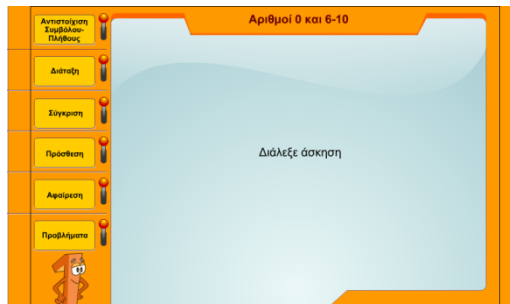 Αριθμοί 0 και 6-10
Αντιστοίχιση
Συμβόλου-
Πλήθους
Διάταξη
Σύγκριση
Πρόσθεση
Αφαίρεση
Προβλήματα
Διάλεξε άσκηση